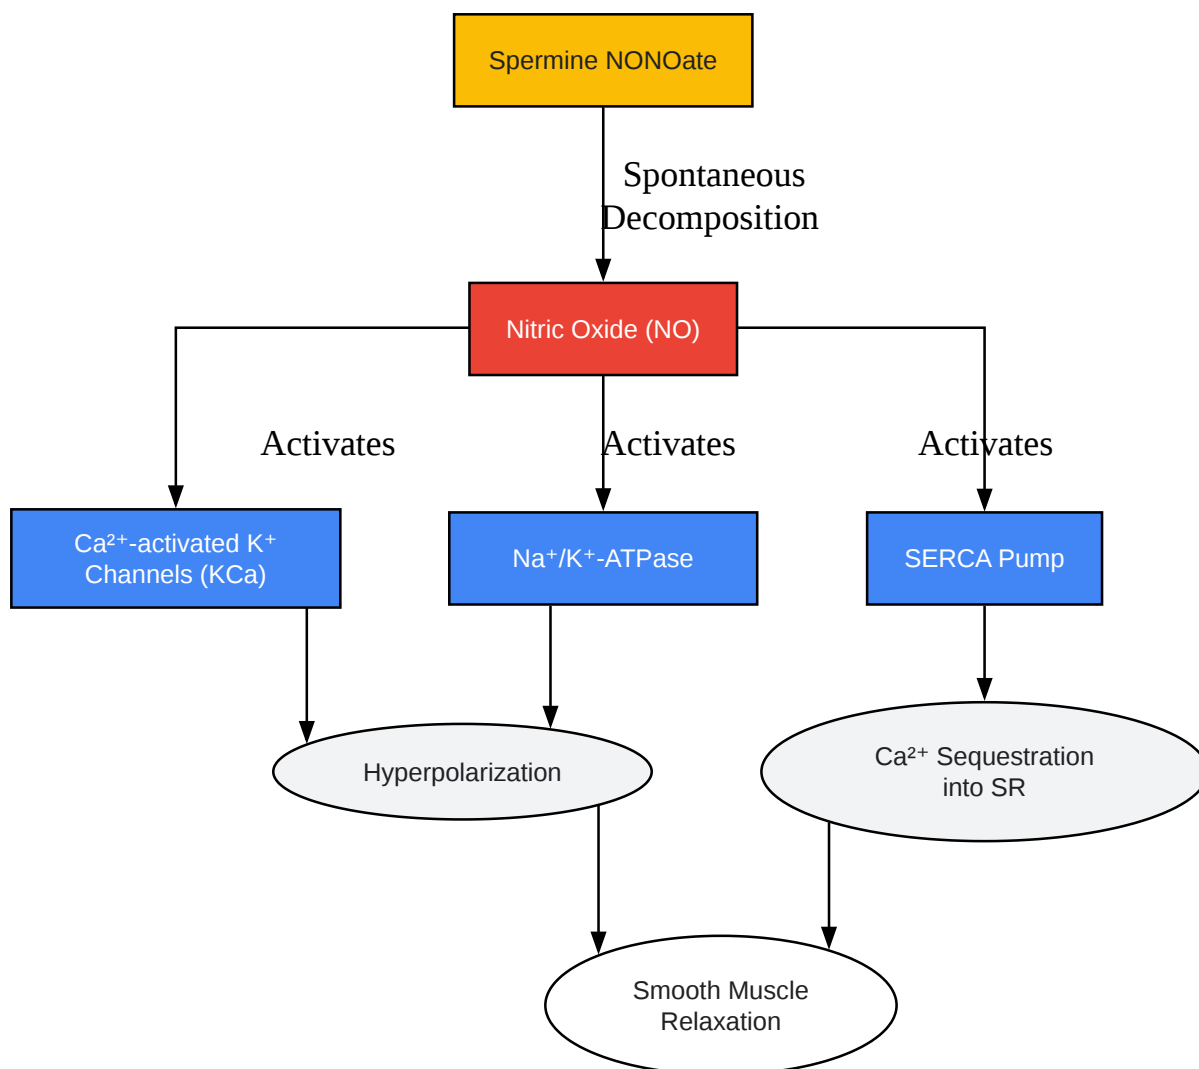 Spermine NONOate
Spontaneous
Decomposition
Nitric Oxide (NO)
Activates
Activates
Activates
Ca²⁺-activated K⁺
Channels (KCa)
Na⁺/K⁺-ATPase
SERCA Pump
Hyperpolarization
Ca²⁺ Sequestration
into SR
Smooth Muscle
Relaxation